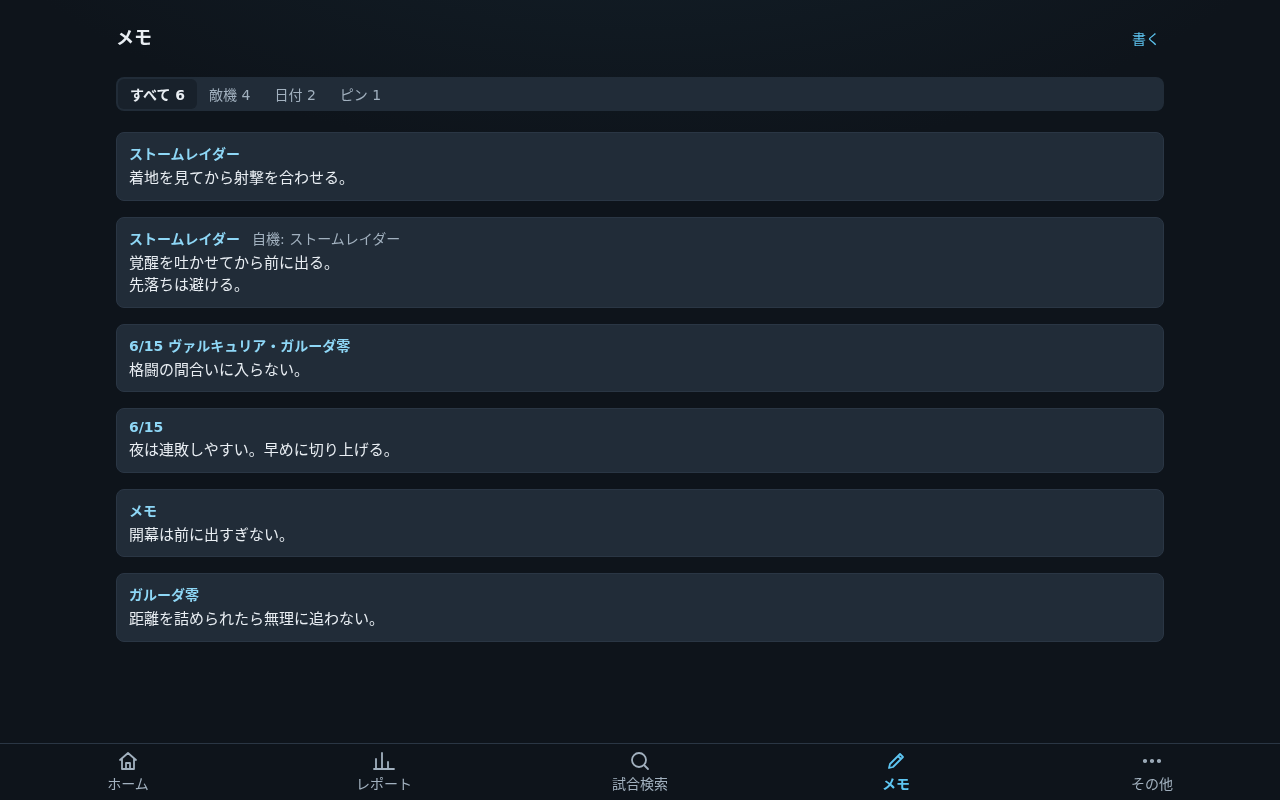 メモ
書く
すべて 6 敵機 4 日付 2 ピン 1
ストームレイダー
着地を見てから射撃を合わせる。
ストームレイダー 自機: ストームレイダー
覚醒を吐かせてから前に出る。
先落ちは避ける。
6/15 ヴァルキュリア・ガルーダ零
格闘の間合いに入らない。
6/15
夜は連敗しやすい。早めに切り上げる。
メモ
開幕は前に出すぎない。
ガルーダ零
距離を詰められたら無理に追わない。
ホーム レポート 試合検索 メモ その他